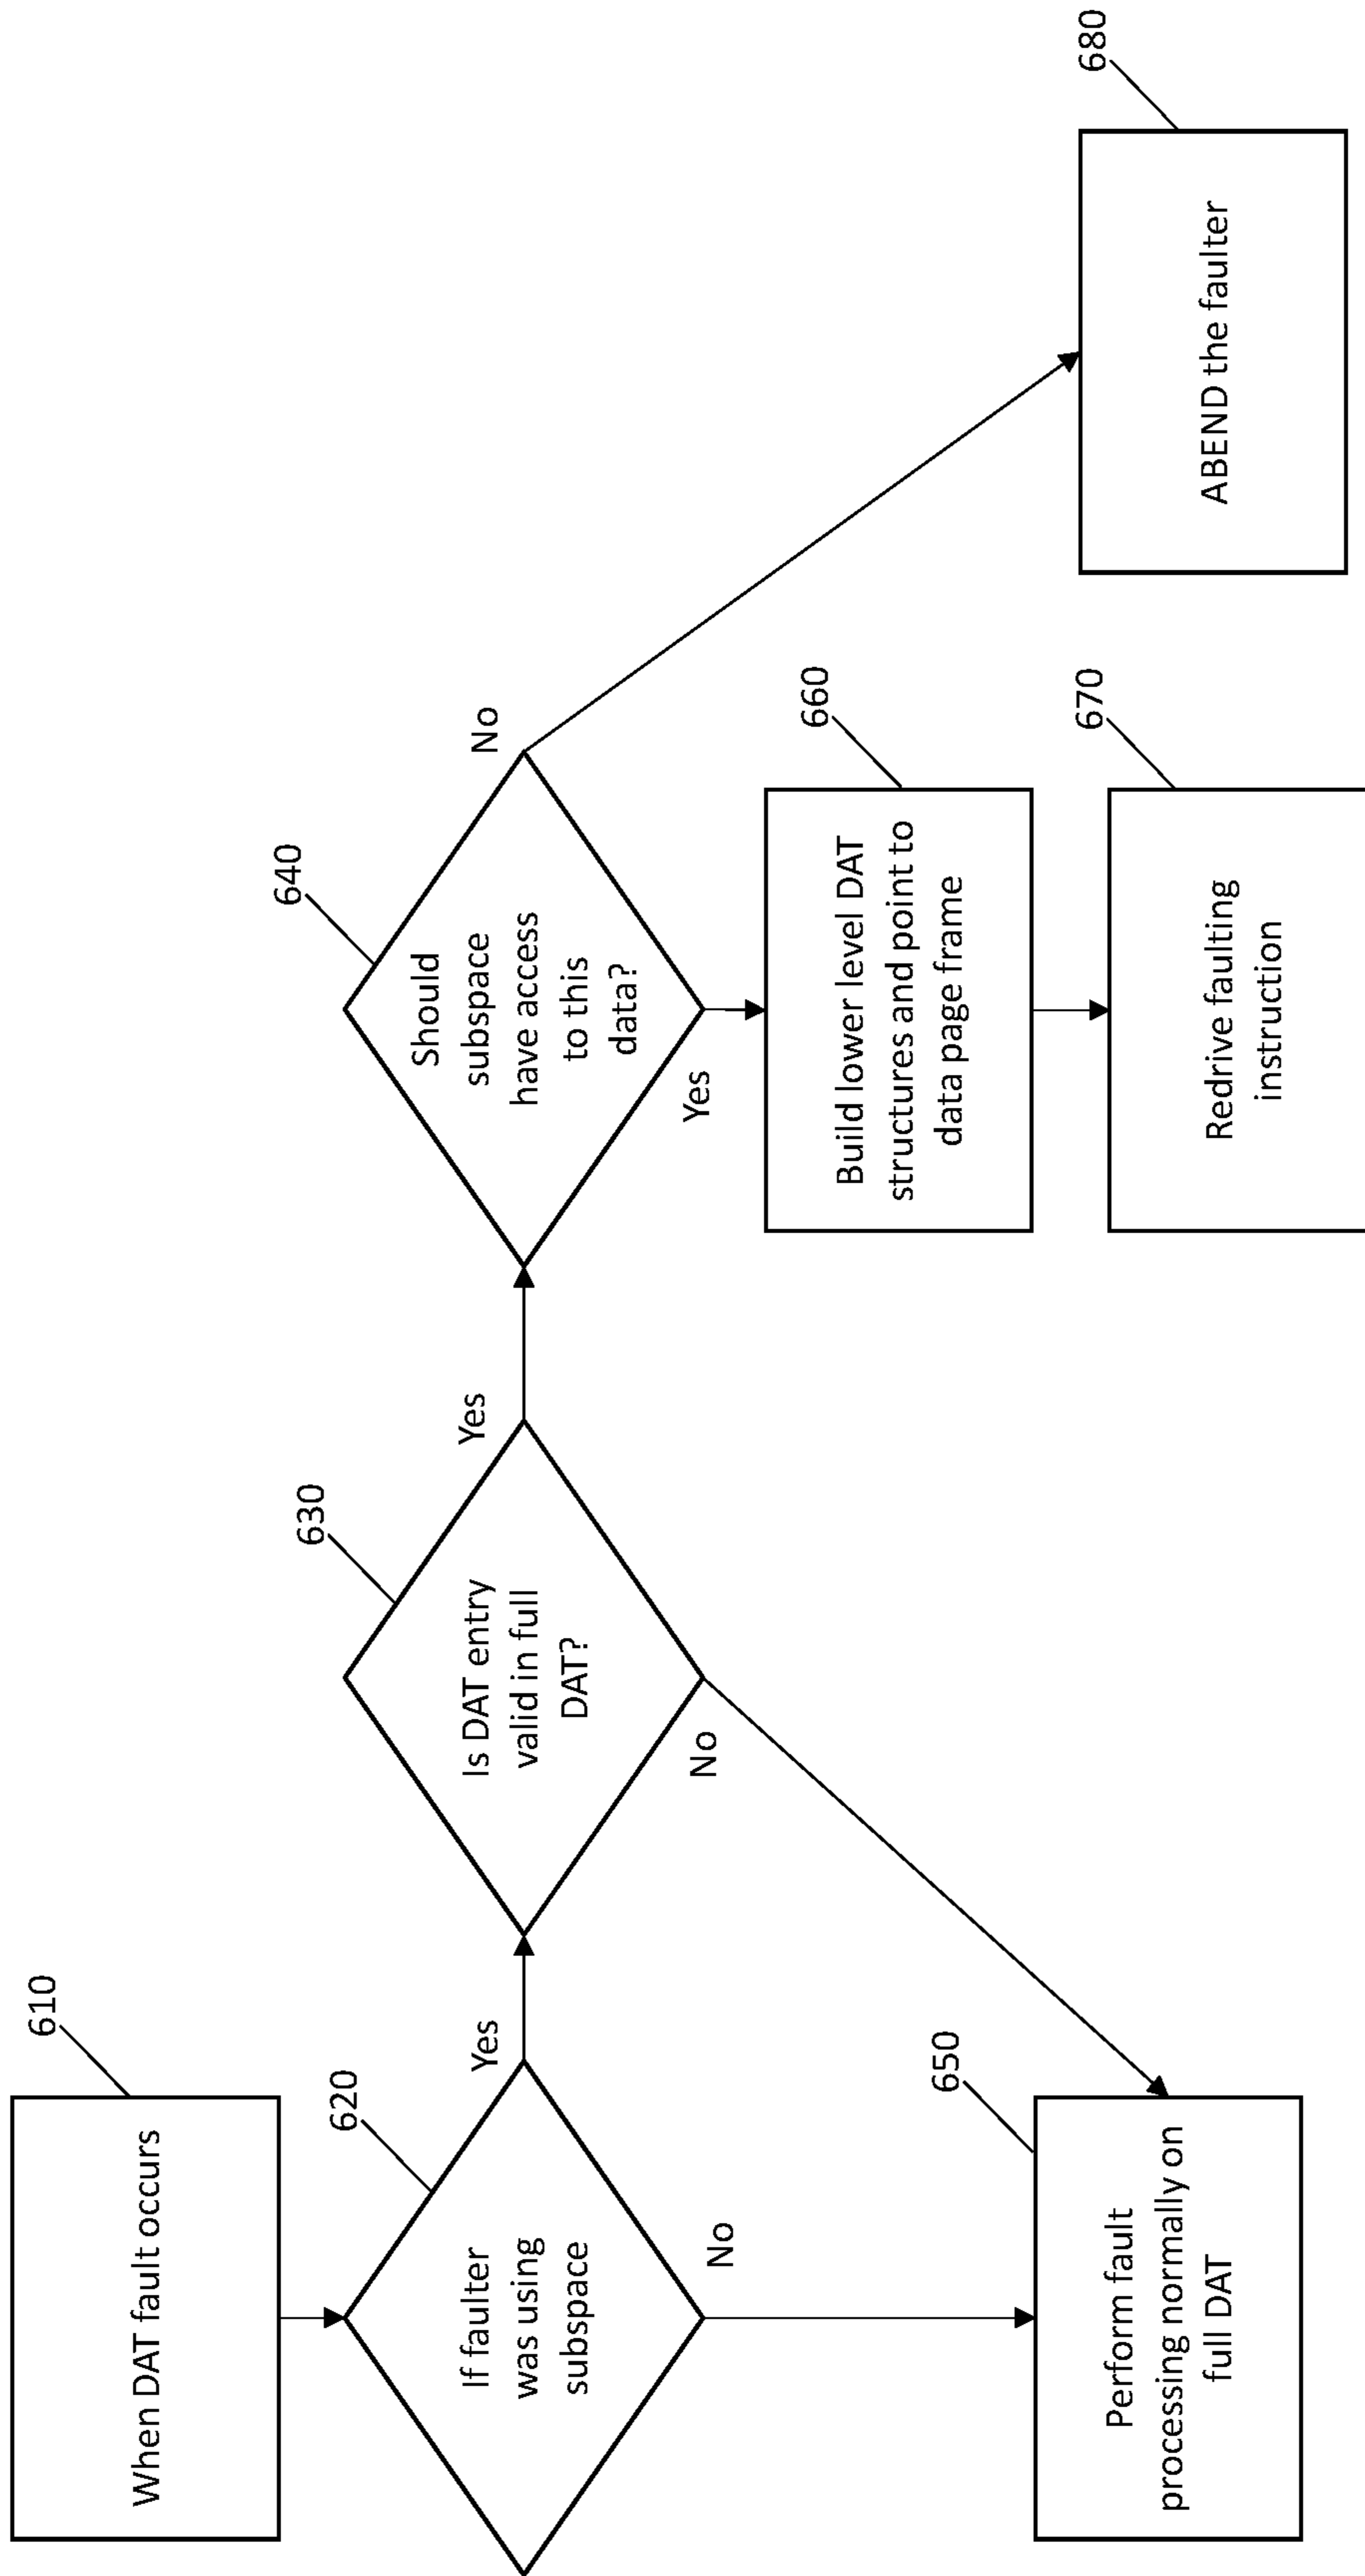 610
When DAT fault occurs
620
If faulter
was using
subspace
Yes
No
630
Is DAT entry
valid in full
DAT?
Yes
No
640
Should
subspace
have access
to this
data?
No
Yes
650
Perform fault
processing normally on
full DAT
660
Build lower level DAT
structures and point to
data page frame
670
Redrive faulting
instruction
680
ABEND the faulter